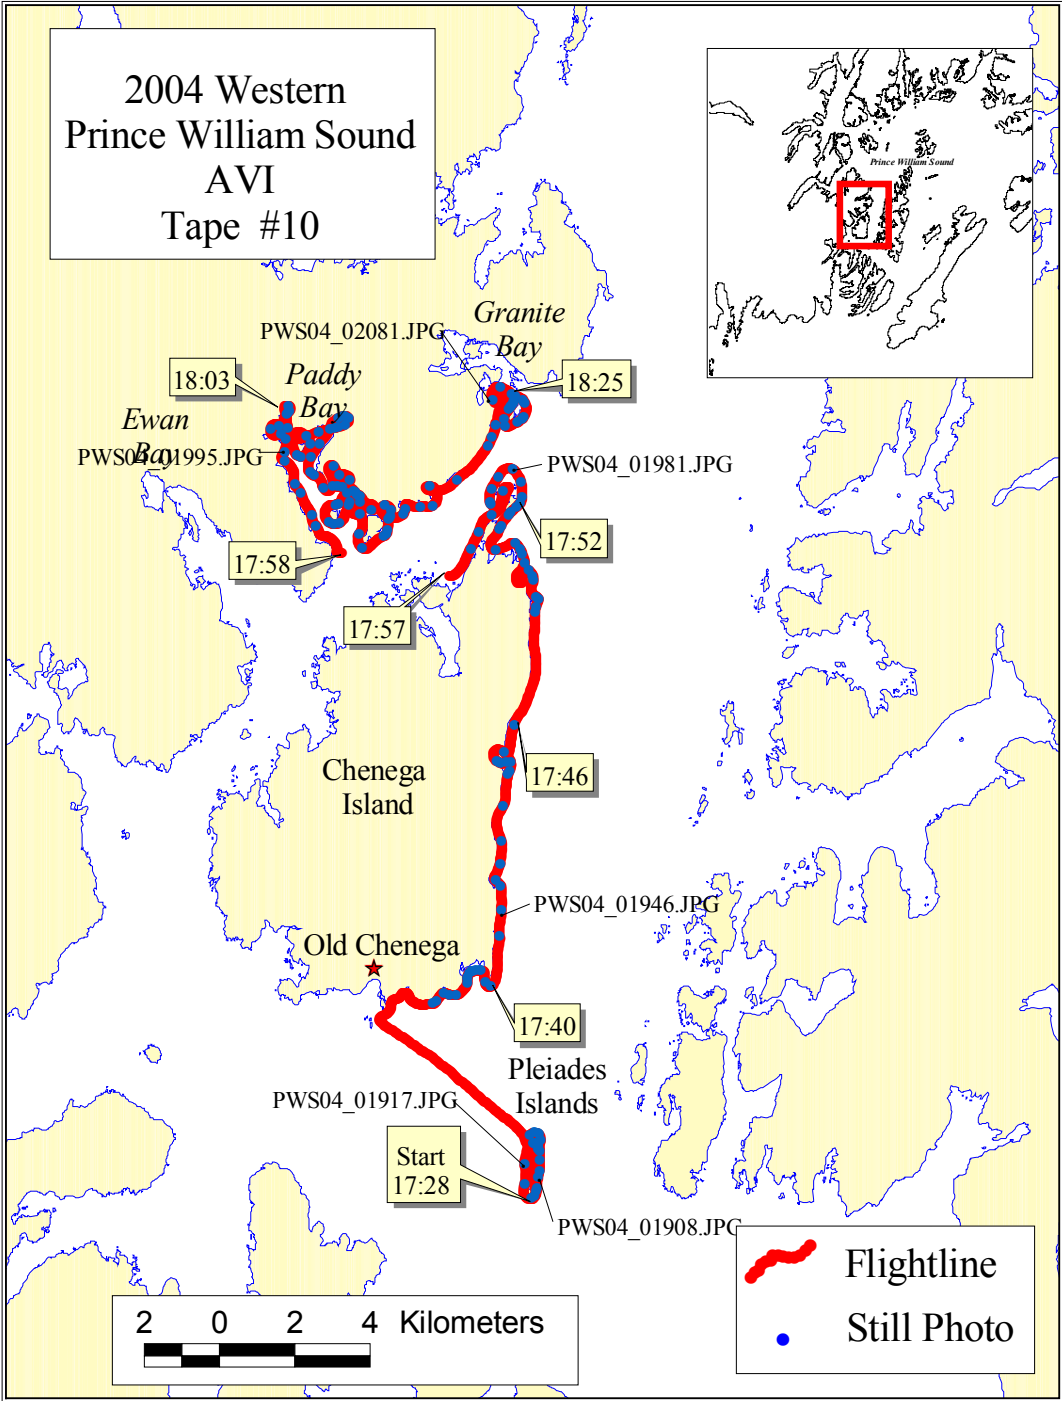 2004 Western
Prince William Sound
AVI
Tape #10
Prince William Sound
Granite
Bay
PWS04_02081.JPG
18:03
Paddy
Bay
18:25
Ewan
Bay
PWS04_01995.JPG
PWS04_01981.JPG
17:52
17:58
17:57
Chenega
Island
17:46
PWS04_01946.JPG
Old Chenega
17:40
Pleiades
Islands
PWS04_01917.JPG
Start
17:28
PWS04_01908.JPG
Flightline
Still Photo
2 0 2 4 Kilometers